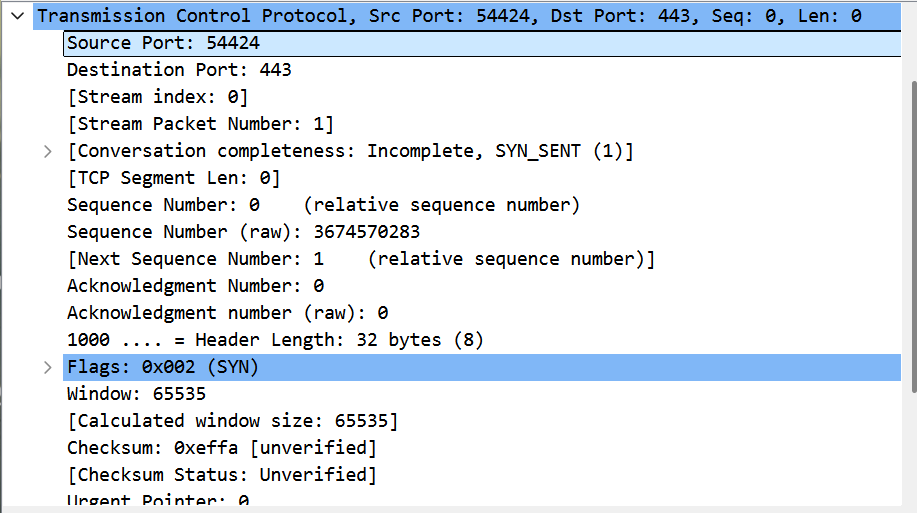 Transmission Control Protocol, Src Port: 54424, Dst Port: 443, Seq: 0, Len: 0
Source Port: 54424
Destination Port: 443
[Stream index: 0]
[Stream Packet Number: 1]
[Conversation completeness: Incomplete, SYN_SENT (1)]
[TCP Segment Len: 0]
Sequence Number: 0    (relative sequence number)
Sequence Number (raw): 3674570283
[Next Sequence Number: 1    (relative sequence number)]
Acknowledgment Number: 0
Acknowledgment number (raw): 0
1000 .... = Header Length: 32 bytes (8)
Flags: 0x002 (SYN)
Window: 65535
[Calculated window size: 65535]
Checksum: 0xeffa [unverified]
[Checksum Status: Unverified]
Urgent Pointer: 0